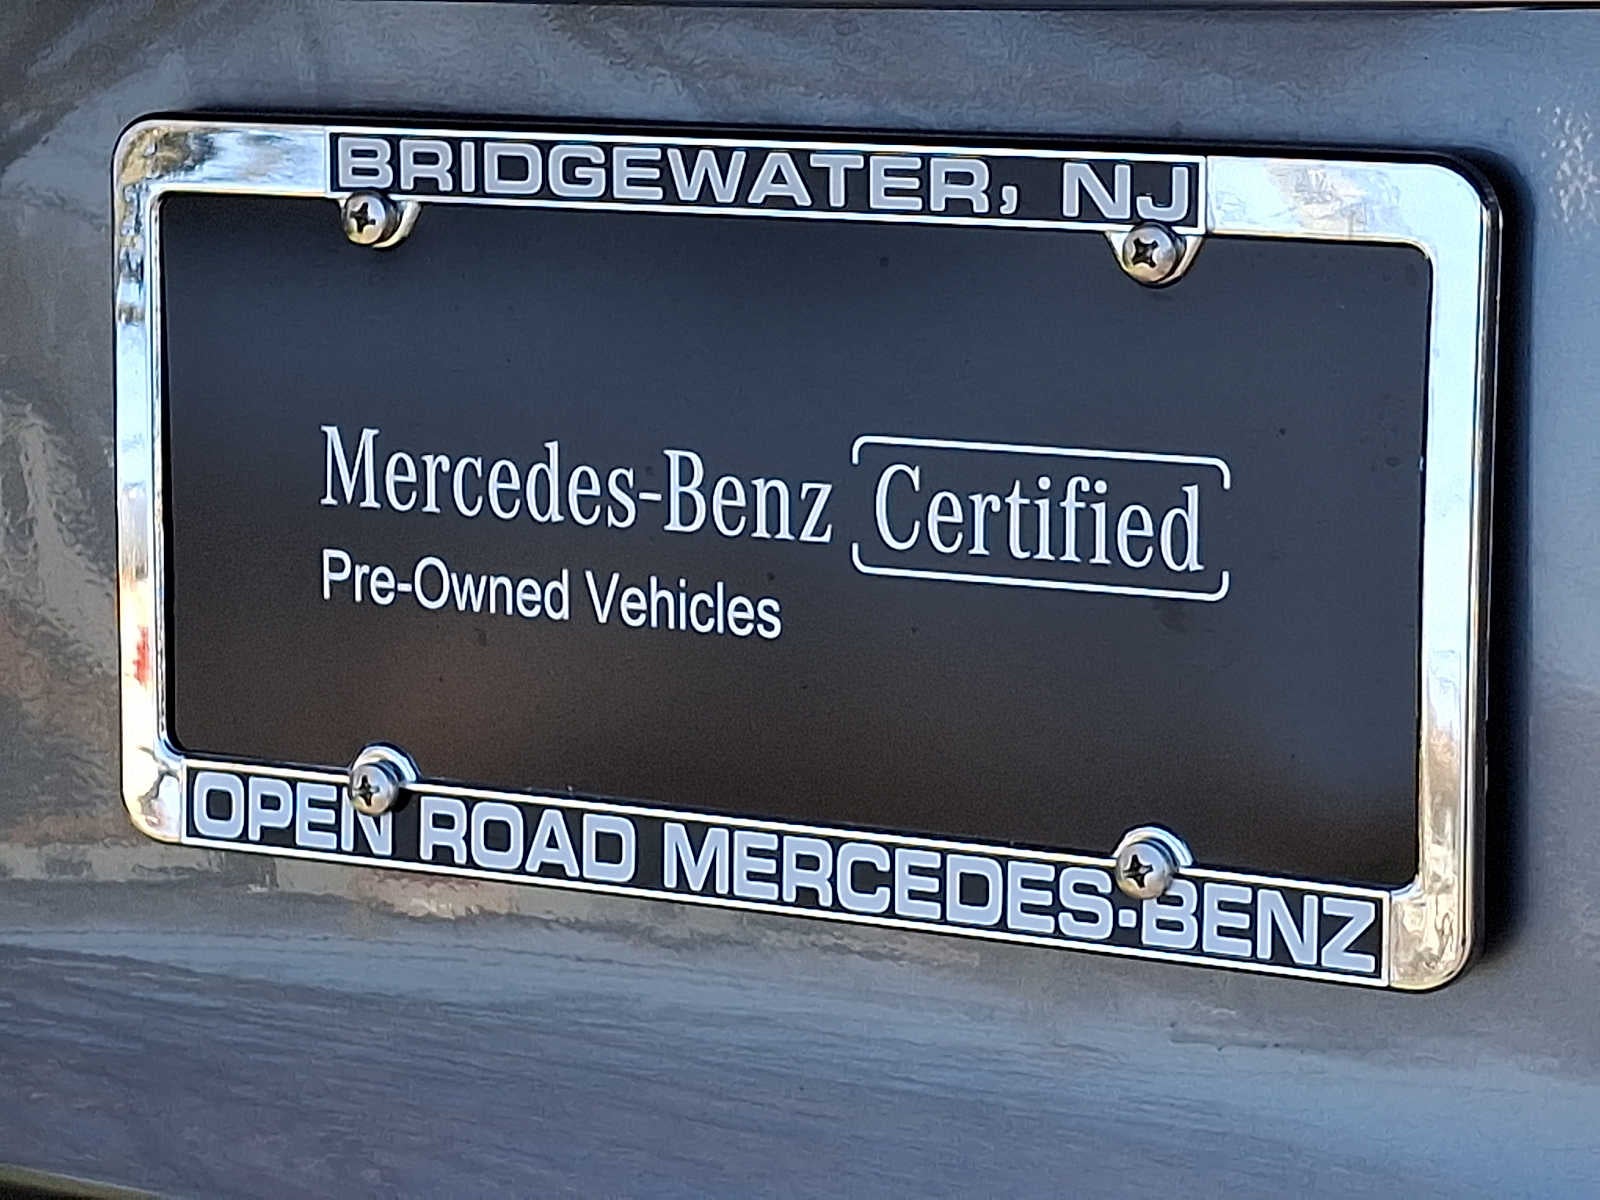 BRIDGEWATER, NJ
Mercedes-Benz Certified
Pre-Owned Vehicles
OPEN ROAD MERCEDES-BENZ